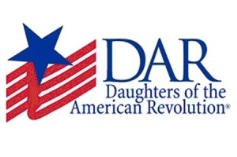 DAR
Daughters of the
American Revolution®